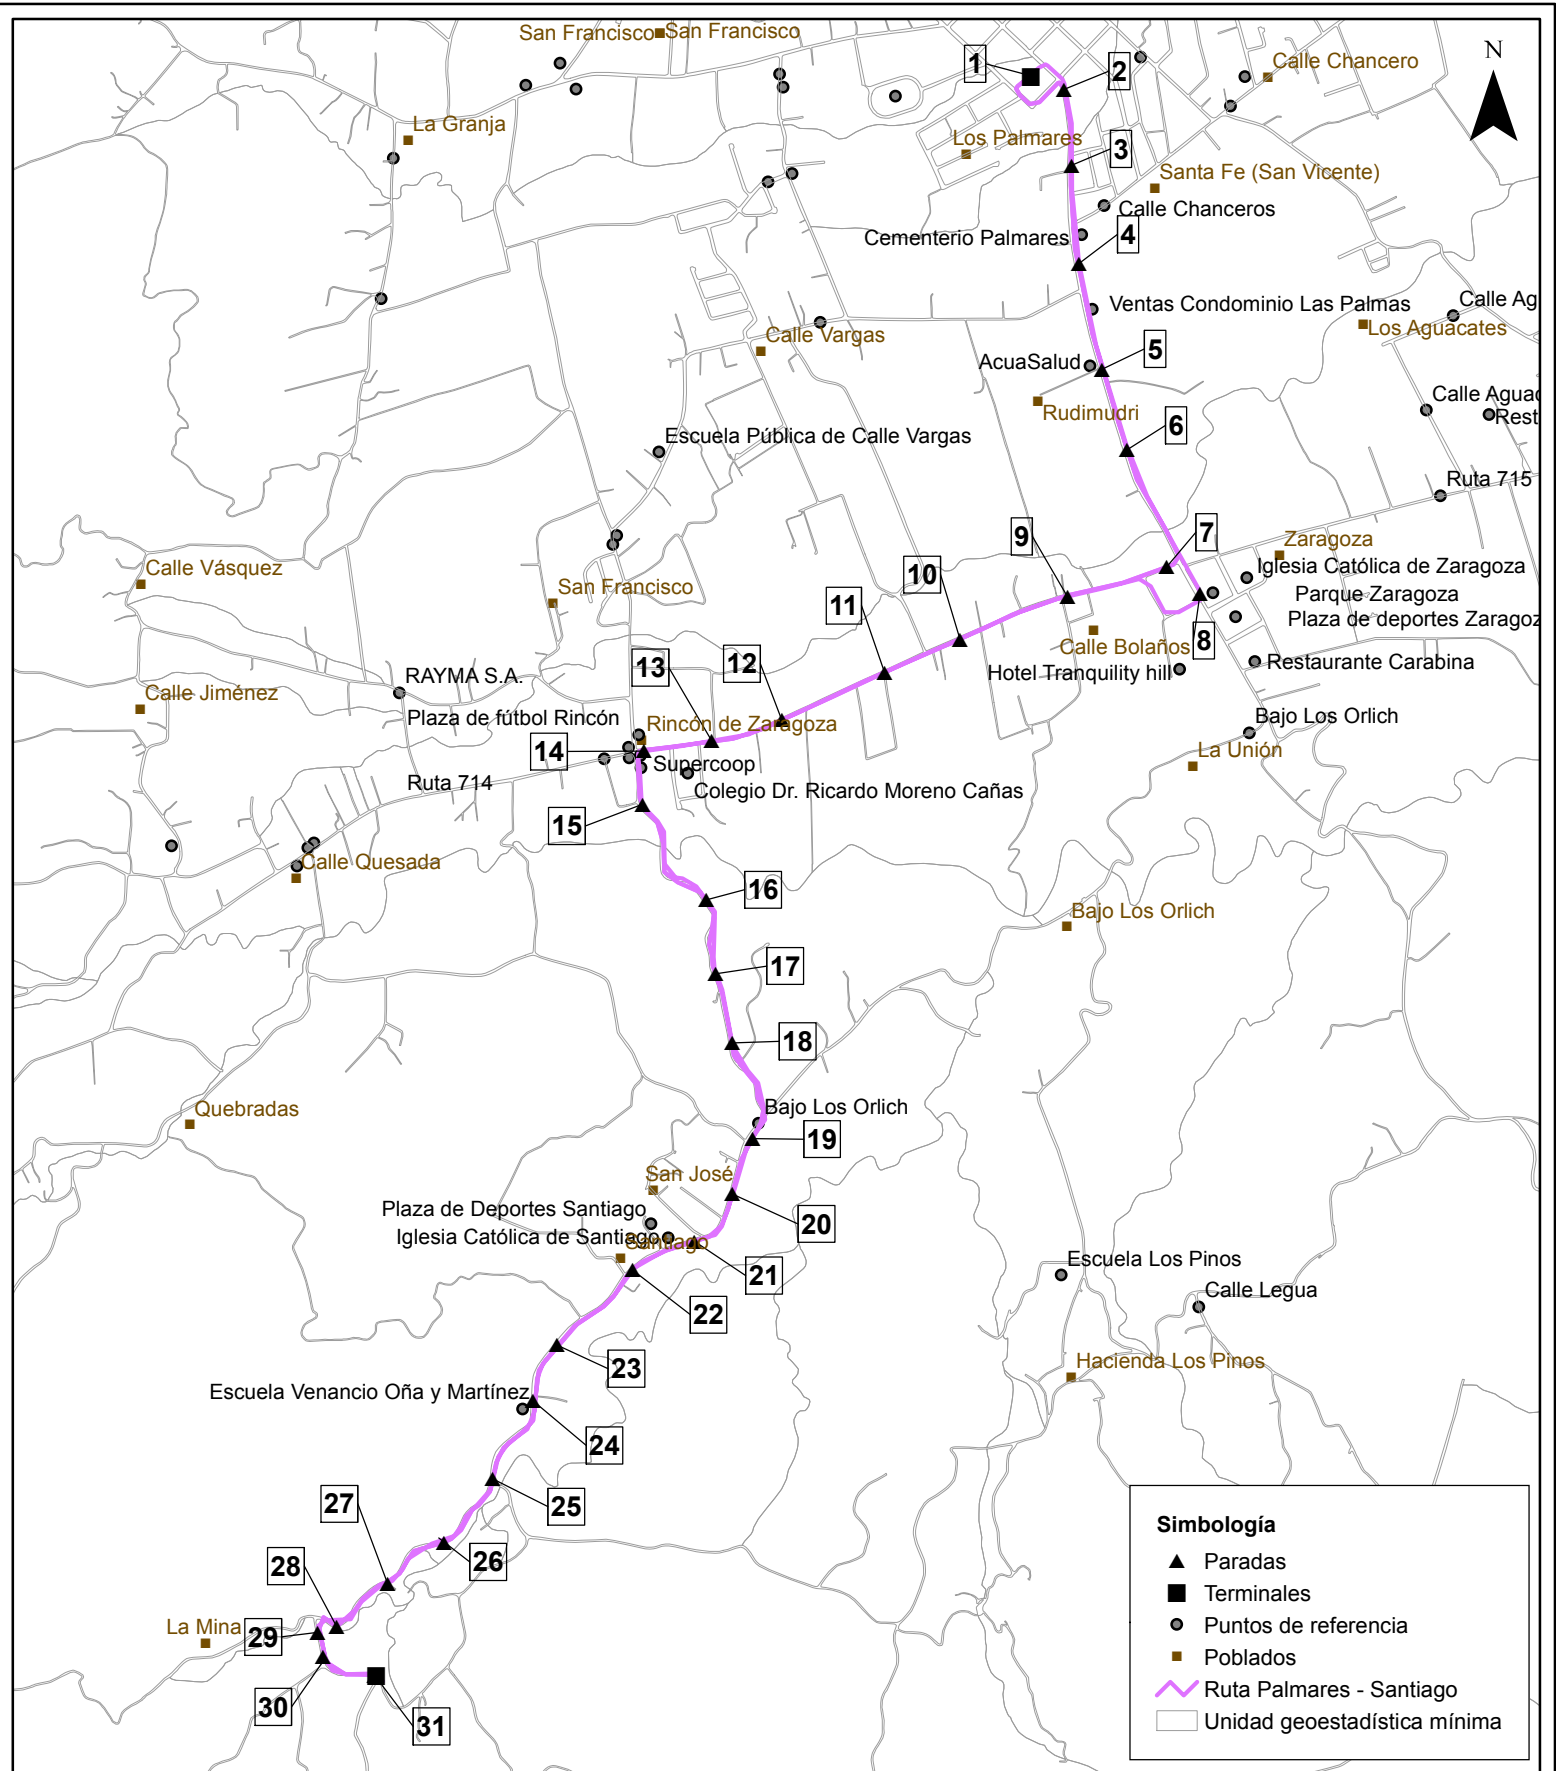 San Francisco
San Francisco
N
1
2
Calle Chancero
La Granja
Los Palmares
3
Santa Fe (San Vicente)
Calle Chanceros
Cementerio Palmares
4
Ventas Condominio Las Palmas
Calle Ag
Los Aguacates
Calle Vargas
5
AcuaSalud
Rudimudri
Calle Aguac
Rest
6
Escuela Pública de Calle Vargas
Ruta 715
9
7
Zaragoza
Calle Vásquez
Iglesia Católica de Zaragoza
10
San Francisco
Parque Zaragoza
11
Plaza de deportes Zaragoz
8
Calle Bolaños
Restaurante Carabina
RAYMA S.A.
13
12
Hotel Tranquility hill
Calle Jiménez
Plaza de fútbol Rincón
Rincón de Zaragoza
Bajo Los Orlich
14
La Unión
Supercoop
Ruta 714
Colegio Dr. Ricardo Moreno Cañas
15
Calle Quesada
16
Bajo Los Orlich
17
18
Quebradas
Bajo Los Orlich
19
San José
Plaza de Deportes Santiago
20
Iglesia Católica de Santiago
Santiago
21
Escuela Los Pinos
Calle Legua
22
23
Hacienda Los Pinos
Escuela Venancio Oña y Martínez
24
27
25
28
26
La Mina
29
30
31
Simbología
Paradas
Terminales
Puntos de referencia
Poblados
Ruta Palmares - Santiago
Unidad geoestadística mínima